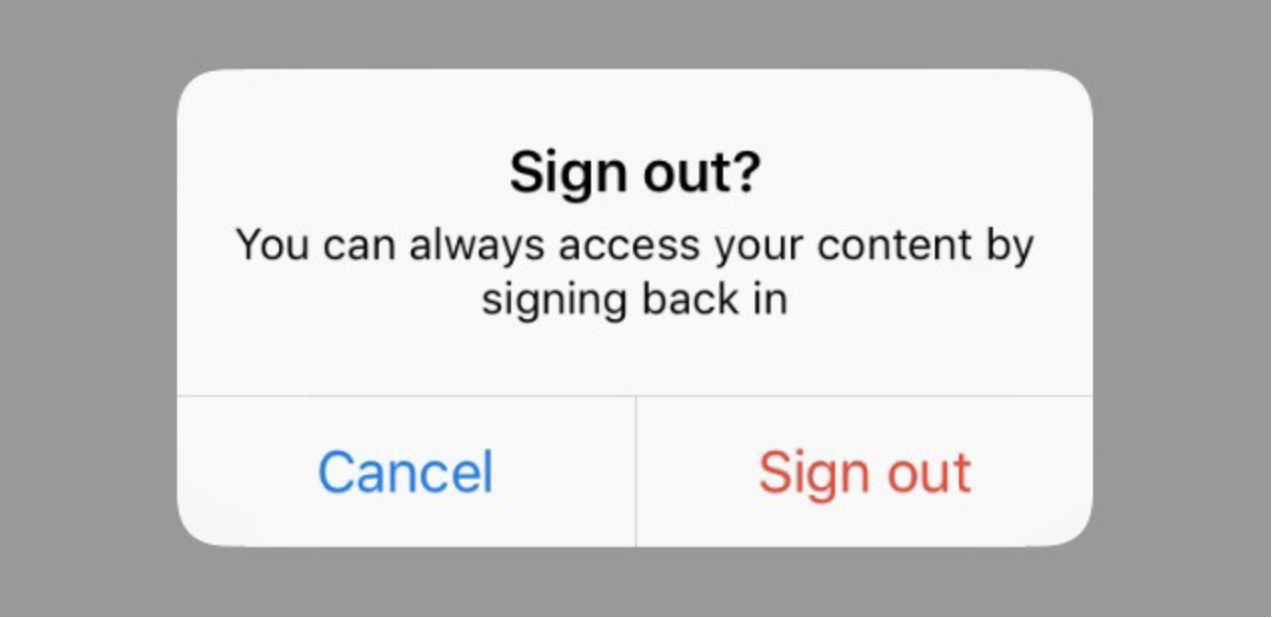 Sign out?
You can always access your content by
signing back in
Cancel
Sign out